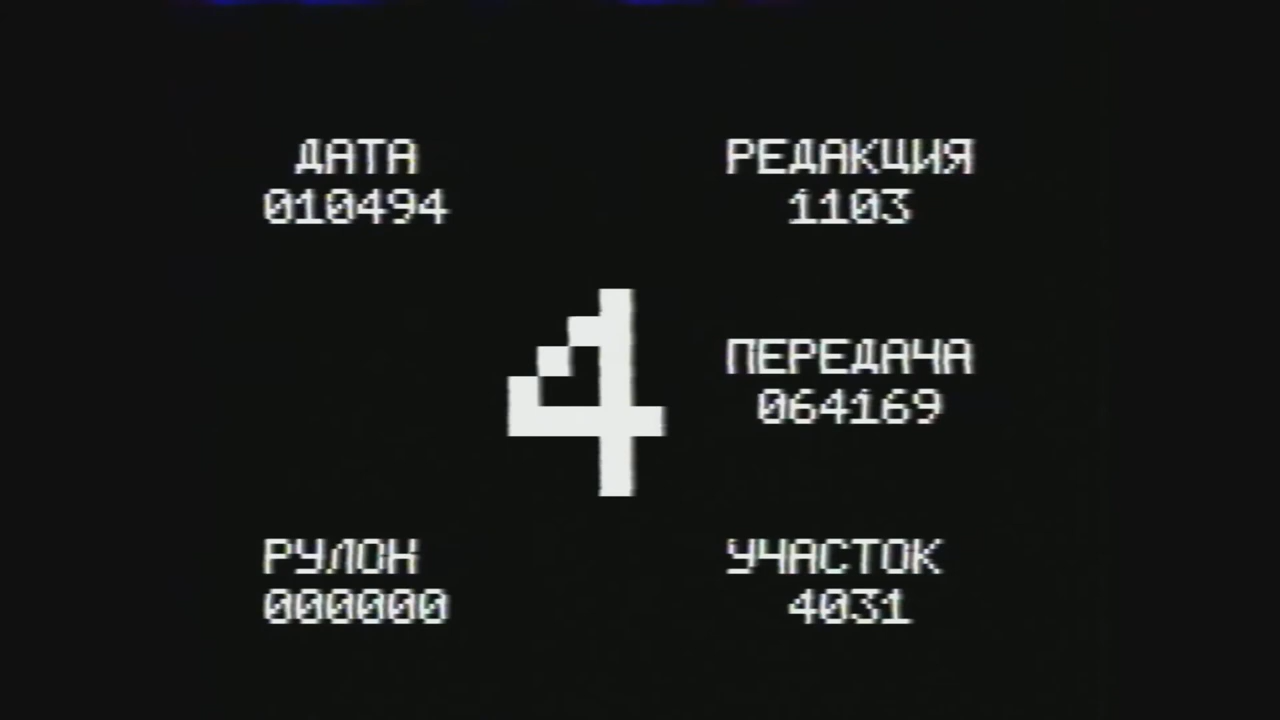 ДАТА
010494
РЕДАКЦИЯ
1103
4
ПЕРЕДАЧА
064169
РУЛОН
000000
УЧАСТОК
4031